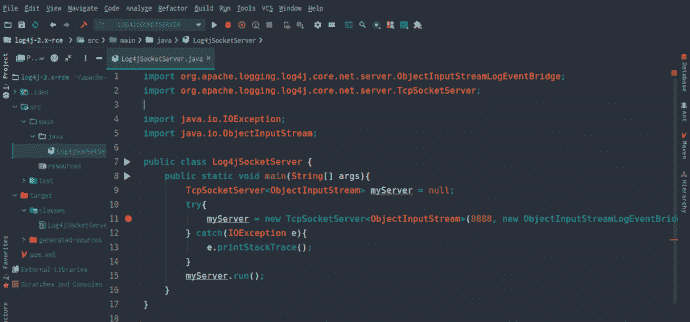 File Edit View Navigate Code Analyze Refactor Build Run Tools VCS Window Help
LOG4JSOCKETSERVER
log4j-2.x-rce src main java Log4jSocketServer
Log4jSocketServer.java
1: Project
log4j-2.x-rce
.idea
src
main
java
Log4jSocketSe
resources
test
target
classes
Log4jSocketServe
generated-sources
pom.xml
External Libraries
Scratches and Consoles
2: Favorites
1 import org.apache.logging.log4j.core.net.server.ObjectInputStreamLogEventBridge;
2 import org.apache.logging.log4j.core.net.server.TcpSocketServer;
3
4 import java.io.IOException;
5 import java.io.ObjectInputStream;
6
7 public class Log4jSocketServer {
8 public static void main(String[] args){
9 TcpSocketServer<ObjectInputStream> myServer = null;
10 try{
11 myServer = new TcpSocketServer<ObjectInputStream>(8888, new ObjectInputStreamLogEventBrid
12 } catch(IOException e){
13 e.printStackTrace();
14 }
15 myServer.run();
16 }
17 }
18
Database
Ant
Maven
Hierarchy